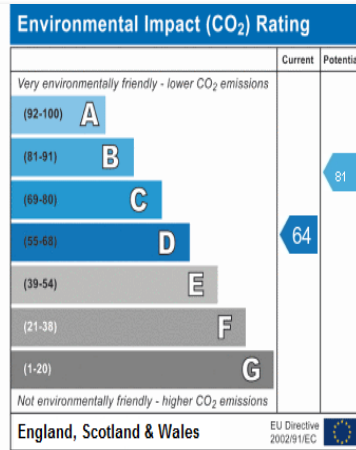 Environmental Impact (CO₂) Rating
Current Potentia
Very environmentally friendly - lower CO₂ emissions
(92-100) A
(81-91) B
81
(69-80) C
(55-68) D
64
(39-54) E
(21-38) F
(1-20) G
Not environmentally friendly - higher CO₂ emissions
England, Scotland & Wales
EU Directive
2002/91/EC